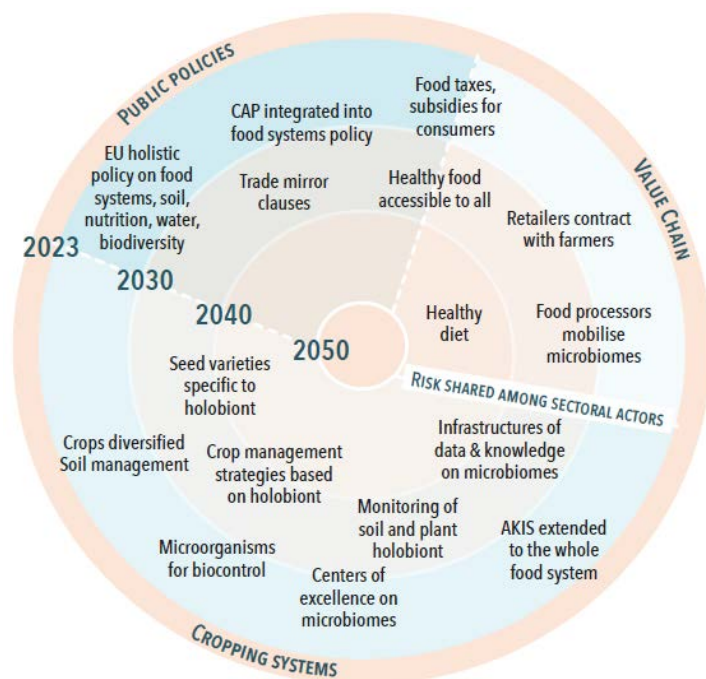 PUBLIC POLICIES
VALUE CHAIN
CROPPING SYSTEMS
Food taxes,
subsidies for
consumers
CAP integrated into
food systems policy
EU holistic
policy on food
systems, soil,
nutrition, water,
biodiversity
Trade mirror
clauses
Healthy food
accessible to all
Retailers contract
with farmers
2023
2030
2040
2050
Healthy
diet
Food processors
mobilise
microbiomes
RISK SHARED AMONG SECTORAL ACTORS
Seed varieties
specific to
holobiont
Crops diversified
Soil management
Crop management
strategies based
on holobiont
Infrastructures of
data & knowledge
on microbiomes
Monitoring of
soil and plant
holobiont
AKIS extended
to the whole
food system
Microorganisms
for biocontrol
Centers of
excellence on
microbiomes